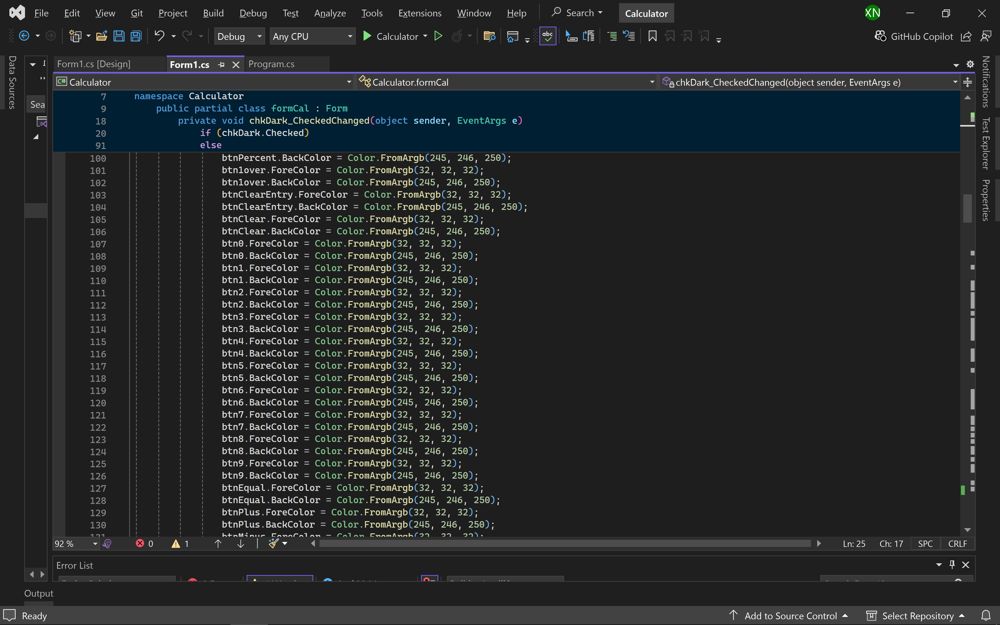 File Edit View Git Project Build Debug Test Analyze Tools Extensions Window Help Search Calculator XN
Debug Any CPU Calculator abc GitHub Copilot
Data Sources
Sea
Form1.cs [Design] Form1.cs Program.cs
C# Calculator Calculator.formCal chkDark_CheckedChanged(object sender, EventArgs e)
7 namespace Calculator
9 public partial class formCal : Form
18 private void chkDark_CheckedChanged(object sender, EventArgs e)
20 if (chkDark.Checked)
91 else
100 btnPercent.BackColor = Color.FromArgb(245, 246, 250);
101 btn1over.ForeColor = Color.FromArgb(32, 32, 32);
102 btn1over.BackColor = Color.FromArgb(245, 246, 250);
103 btnClearEntry.ForeColor = Color.FromArgb(32, 32, 32);
104 btnClearEntry.BackColor = Color.FromArgb(245, 246, 250);
105 btnClear.ForeColor = Color.FromArgb(32, 32, 32);
106 btnClear.BackColor = Color.FromArgb(245, 246, 250);
107 btn0.ForeColor = Color.FromArgb(32, 32, 32);
108 btn0.BackColor = Color.FromArgb(245, 246, 250);
109 btn1.ForeColor = Color.FromArgb(32, 32, 32);
110 btn1.BackColor = Color.FromArgb(245, 246, 250);
111 btn2.ForeColor = Color.FromArgb(32, 32, 32);
112 btn2.BackColor = Color.FromArgb(245, 246, 250);
113 btn3.ForeColor = Color.FromArgb(32, 32, 32);
114 btn3.BackColor = Color.FromArgb(245, 246, 250);
115 btn4.ForeColor = Color.FromArgb(32, 32, 32);
116 btn4.BackColor = Color.FromArgb(245, 246, 250);
117 btn5.ForeColor = Color.FromArgb(32, 32, 32);
118 btn5.BackColor = Color.FromArgb(245, 246, 250);
119 btn6.ForeColor = Color.FromArgb(32, 32, 32);
120 btn6.BackColor = Color.FromArgb(245, 246, 250);
121 btn7.ForeColor = Color.FromArgb(32, 32, 32);
122 btn7.BackColor = Color.FromArgb(245, 246, 250);
123 btn8.ForeColor = Color.FromArgb(32, 32, 32);
124 btn8.BackColor = Color.FromArgb(245, 246, 250);
125 btn9.ForeColor = Color.FromArgb(32, 32, 32);
126 btn9.BackColor = Color.FromArgb(245, 246, 250);
127 btnEqual.ForeColor = Color.FromArgb(32, 32, 32);
128 btnEqual.BackColor = Color.FromArgb(245, 246, 250);
129 btnPlus.ForeColor = Color.FromArgb(32, 32, 32);
130 btnPlus.BackColor = Color.FromArgb(245, 246, 250);
131 btnMinus.ForeColor = Color.FromArgb(32, 32, 32);
Notifications
Test Explorer
Properties
92 % 0 1 Ln: 25 Ch: 17 SPC CRLF
Error List
Output
Ready Add to Source Control Select Repository